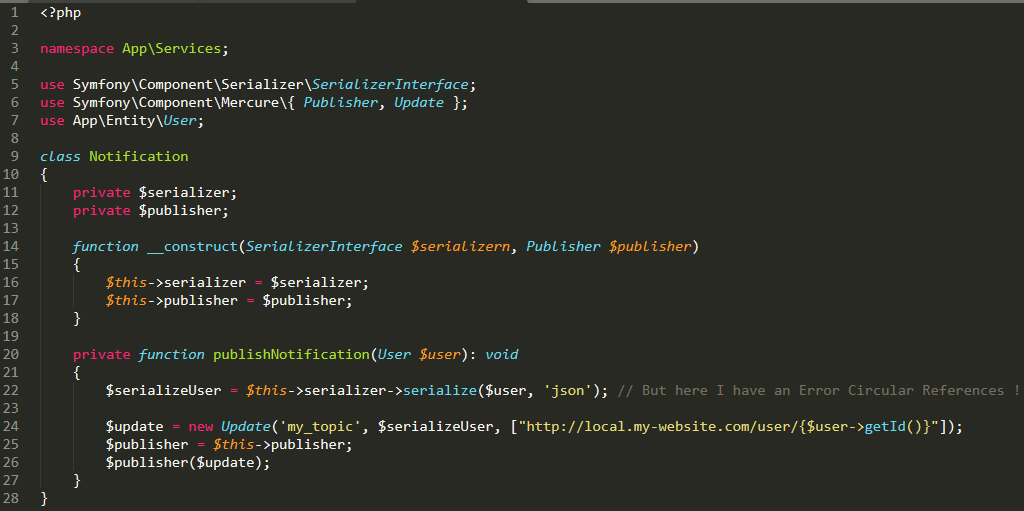 1 <?php
2
3 namespace App\Services;
4
5 use Symfony\Component\Serializer\SerializerInterface;
6 use Symfony\Component\Mercure\{ Publisher, Update };
7 use App\Entity\User;
8
9 class Notification
10 {
11     private $serializer;
12     private $publisher;
13
14     function __construct(SerializerInterface $serializern, Publisher $publisher)
15     {
16         $this->serializer = $serializer;
17         $this->publisher = $publisher;
18     }
19
20     private function publishNotification(User $user): void
21     {
22         $serializeUser = $this->serializer->serialize($user, 'json'); // But here I have an Error Circular References !
23
24         $update = new Update('my_topic', $serializeUser, ["http://local.my-website.com/user/{$user->getId()}"]);
25         $publisher = $this->publisher;
26         $publisher($update);
27     }
28 }